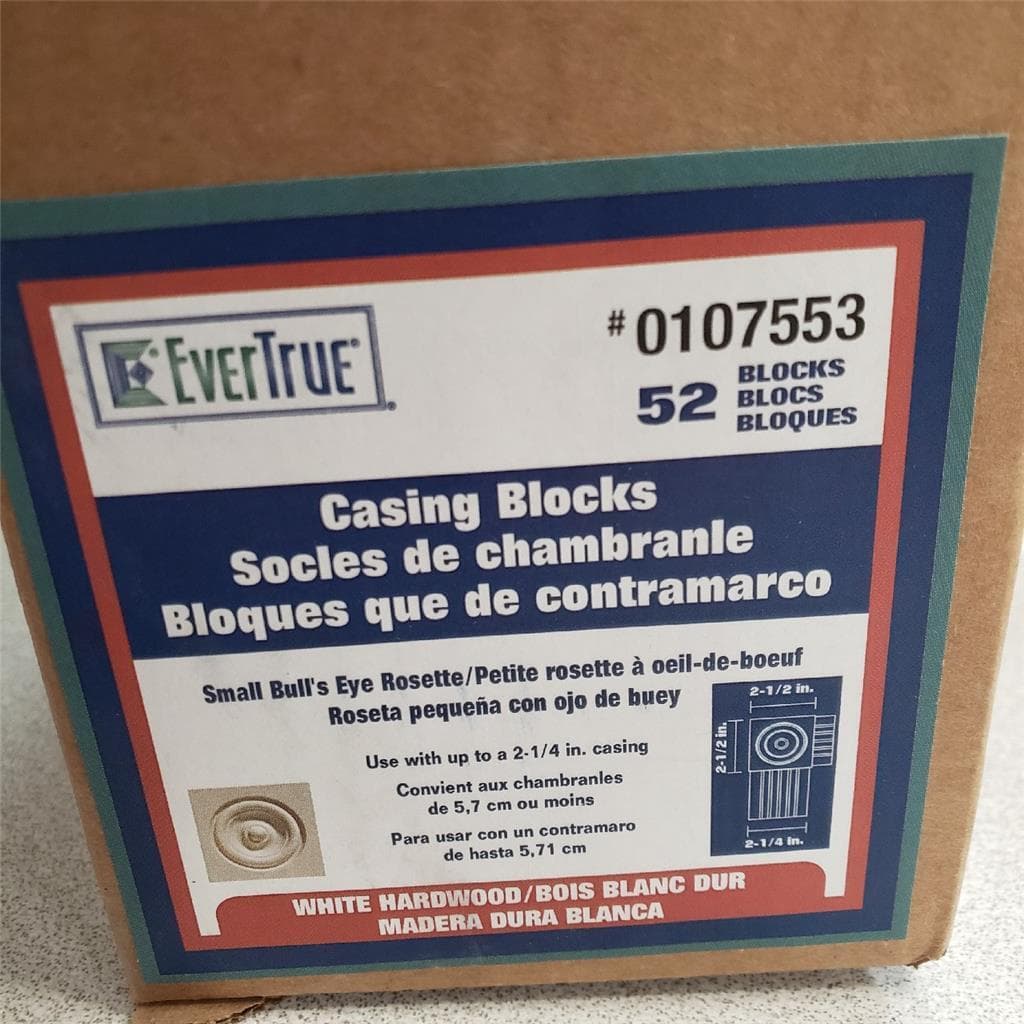 EVERTRUE®
#0107553
52 BLOCKS
BLOCS
BLOQUES
Casing Blocks
Socles de chambranle
Bloques que de contramarco
Small Bull's Eye Rosette/Petite rosette à oeil-de-boeuf
Roseta pequeña con ojo de buey
Use with up to a 2-1/4 in. casing
Convient aux chambranles
de 5,7 cm ou moins
Para usar con un contramaro
de hasta 5,71 cm
2-1/2 in.
2-1/2 in.
2-1/4 in.
WHITE HARDWOOD/BOIS BLANC DUR
MADERA DURA BLANCA